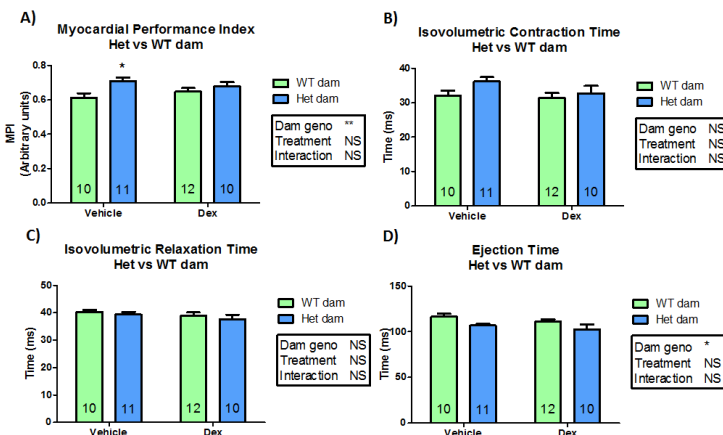 A)
Myocardial Performance Index
Het vs WT dam
MPI
(Arbitrary units)
0.8
0.6
0.4
0.2
0.0
*
10
11
12
10
Vehicle
Dex
WT dam
Het dam
Dam geno **
Treatment NS
Interaction NS
B)
Isovolumetric Contraction Time
Het vs WT dam
Time (ms)
40
30
20
10
0
10
11
12
10
Vehicle
Dex
WT dam
Het dam
Dam geno NS
Treatment NS
Interaction NS
C)
Isovolumetric Relaxation Time
Het vs WT dam
Time (ms)
50
40
30
20
10
0
10
11
12
10
Vehicle
Dex
WT dam
Het dam
Dam geno NS
Treatment NS
Interaction NS
D)
Ejection Time
Het vs WT dam
Time (ms)
150
100
50
0
10
11
12
10
Vehicle
Dex
WT dam
Het dam
Dam geno *
Treatment NS
Interaction NS